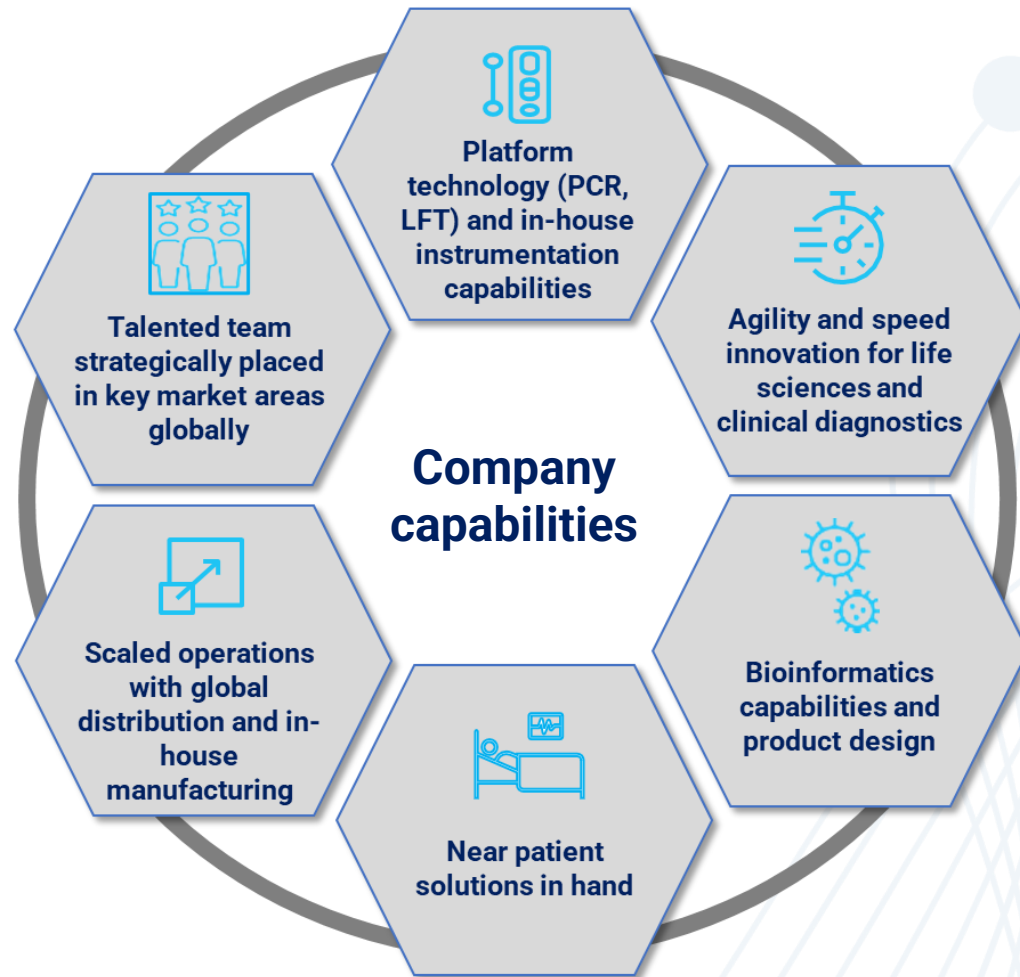 Platform
technology (PCR,
LFT) and in-house
instrumentation
capabilities
Agility and speed
innovation for life
sciences and
clinical diagnostics
Bioinformatics
capabilities and
product design
Near patient
solutions in hand
Scaled operations
with global
distribution and in-
house
manufacturing
Talented team
strategically placed
in key market areas
globally
Company
capabilities